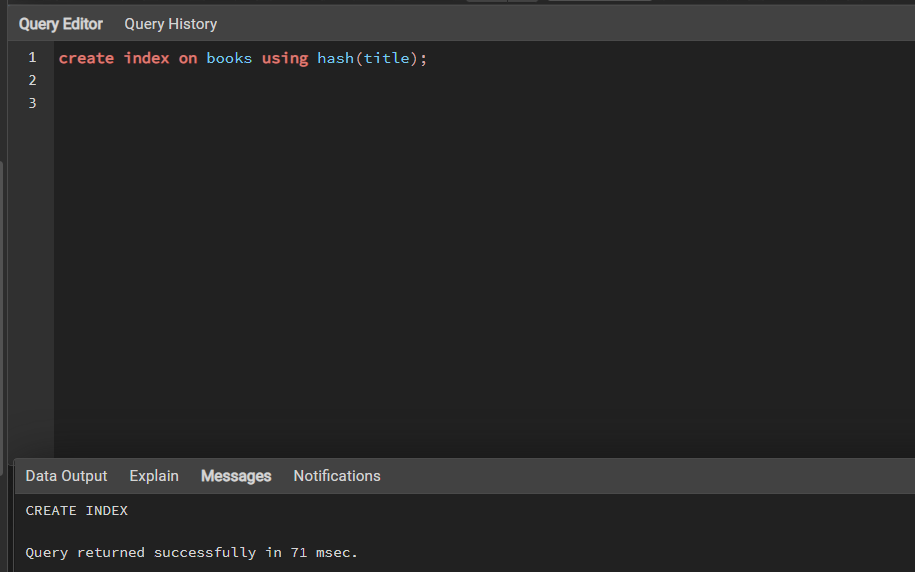 Query Editor Query History
1 create index on books using hash(title);
2
3
Data Output Explain Messages Notifications
CREATE INDEX
Query returned successfully in 71 msec.